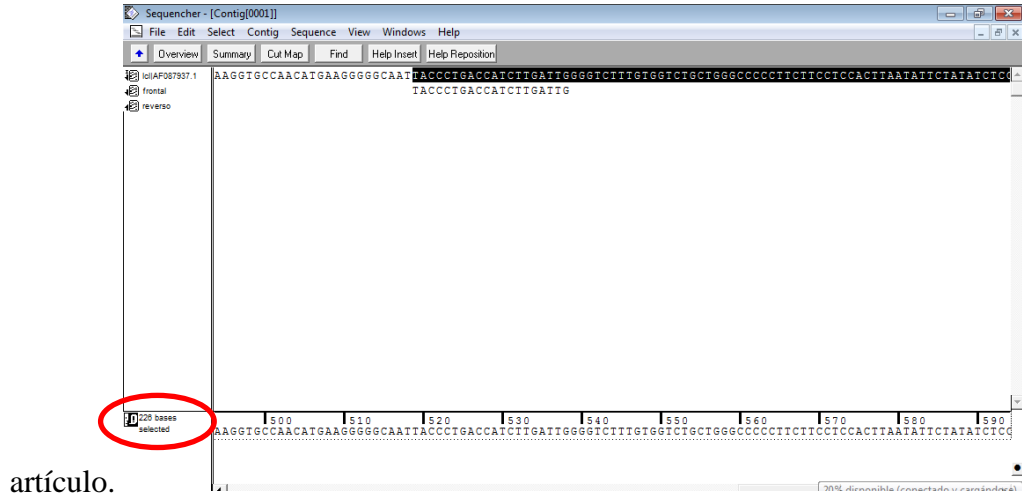 Sequencher - [Contig[0001]]
File Edit Select Contig Sequence View Windows Help
Overview Summary Cut Map Find Help Insert Help Reposition
lcl|AF087937.1 AAGGTGCCAACATGAAGGGGGCAATTACCCTGACCATCTTGATTGGGGTCTTTGTGGTCTGCTGGGCCCCCTTCTTCCTCCACTTAATATTCTATATCTCC
frontal TACCCTGACCATCTTGATTG
reverso
226 bases
selected
500 510 520 530 540 550 560 570 580 590
AAGGTGCCAACATGAAGGGGGCAATTACCCTGACCATCTTGATTGGGGTCTTTGTGGTCTGCTGGGCCCCCTTCTTCCTCCACTTAATATTCTATATCTCC
20% disponible (conectado y cargándose)
artículo.